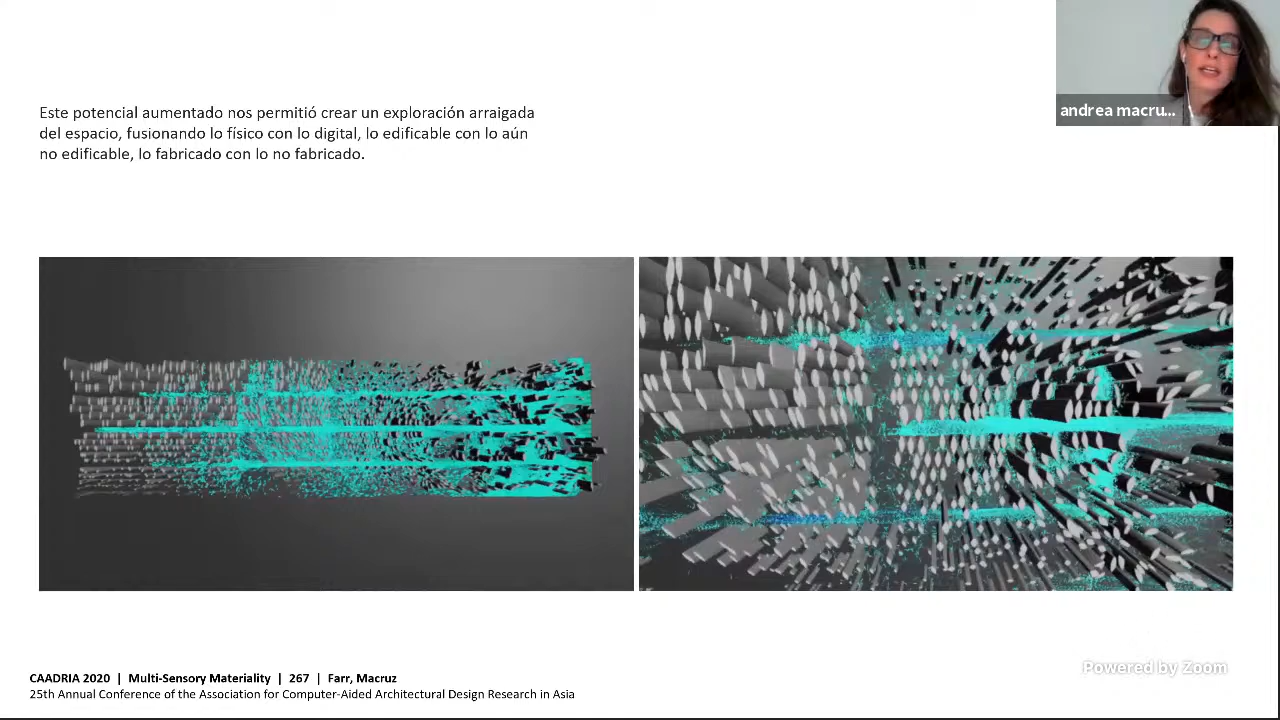 Este potencial aumentado nos permitió crear un exploración arraigada
del espacio, fusionando lo físico con lo digital, lo edificable con lo aún
no edificable, lo fabricado con lo no fabricado.
andrea macru...
Powered by Zoom
CAADRIA 2020 | Multi-Sensory Materiality | 267 | Farr, Macruz
25th Annual Conference of the Association for Computer-Aided Architectural Design Research in Asia